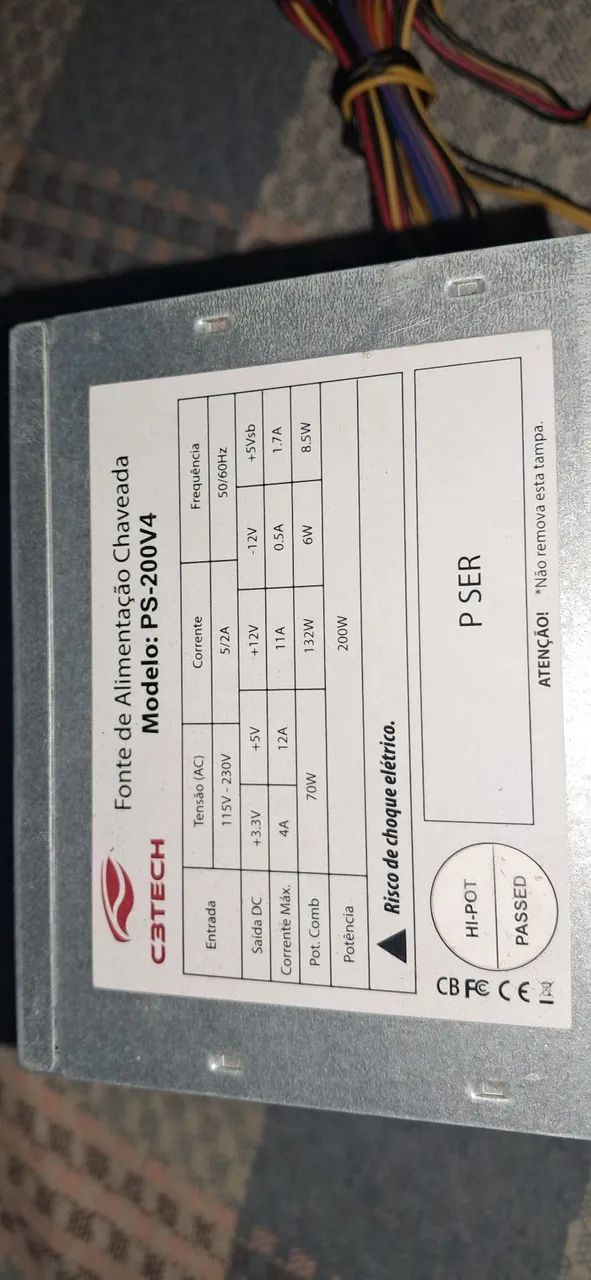 C3TECH
Fonte de Alimentação Chaveada
Modelo: PS-200V4
Entrada Tensão (AC) Corrente Frequência
115V - 230V 5/2A 50/60Hz
Saída DC +3.3V +5V +12V -12V +5Vsb
Corrente Máx. 4A 12A 11A 0.5A 1.7A
Pot. Comb 70W 132W 6W 8.5W
Potência 200W
Risco de choque elétrico.
HI-POT
PASSED
P SER
CB FC CE
ATENÇÃO! *Não remova esta tampa.